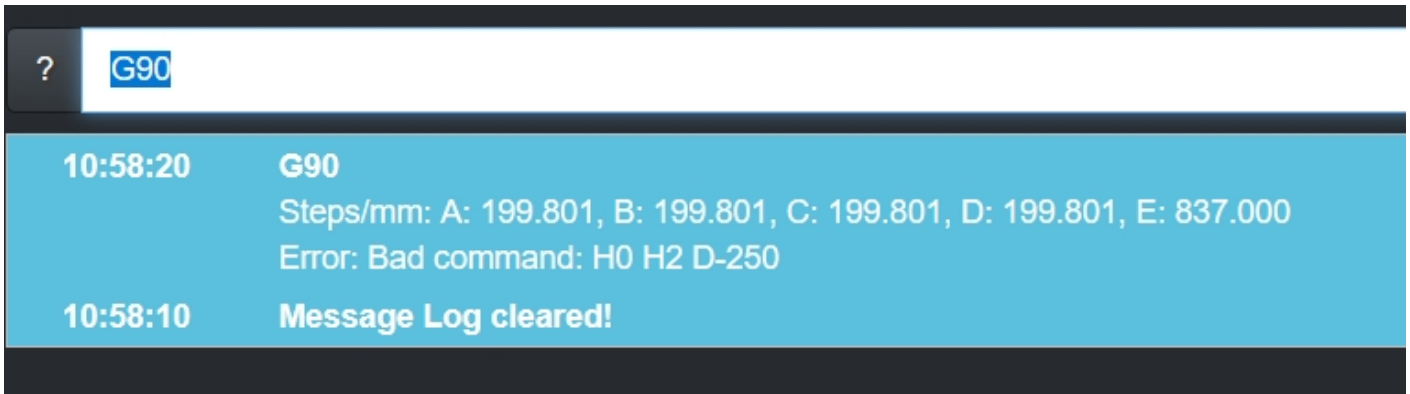 ? G90
10:58:20 G90
Steps/mm: A: 199.801, B: 199.801, C: 199.801, D: 199.801, E: 837.000
Error: Bad command: H0 H2 D-250
10:58:10 Message Log cleared!